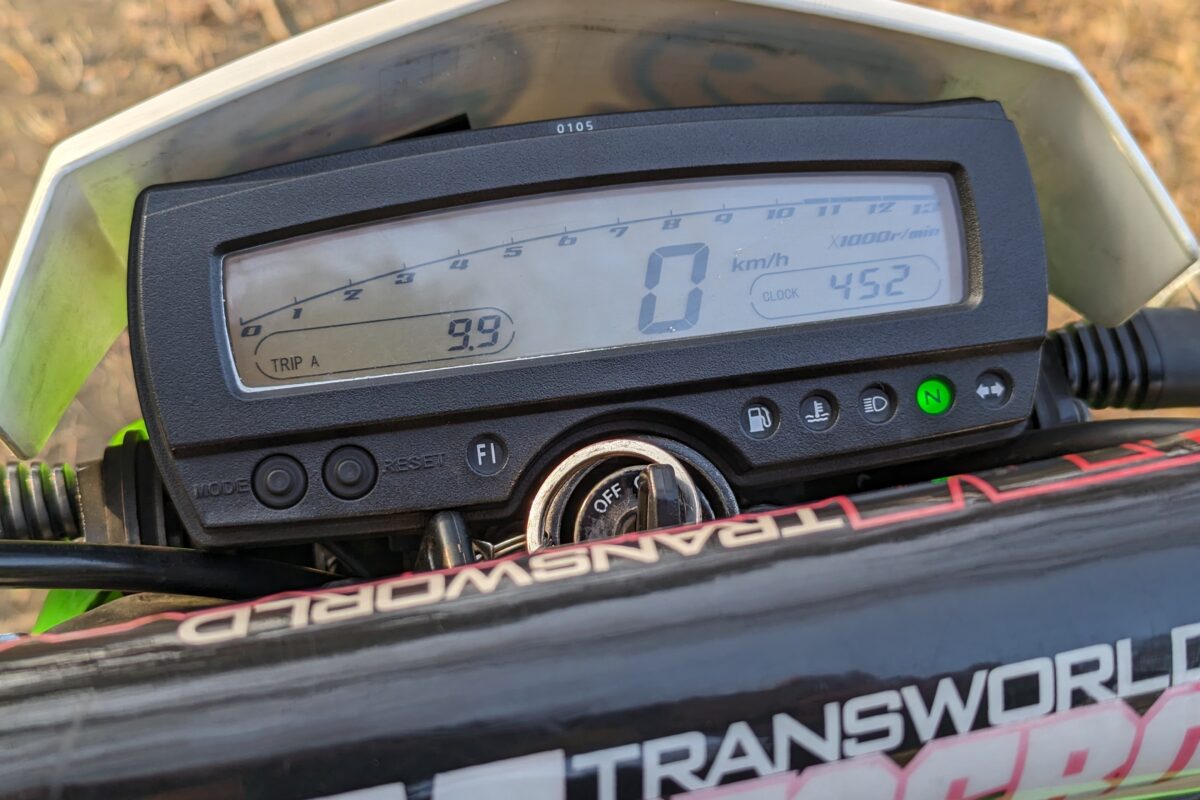 0105
0 1 2 3 4 5 6 7 8 9 10 11 12 13
X1000r/min
0 km/h
CLOCK 452
TRIP A 9.9
MODE RESET FI N
OFF
TRANSWORLD
TRANSWORLD